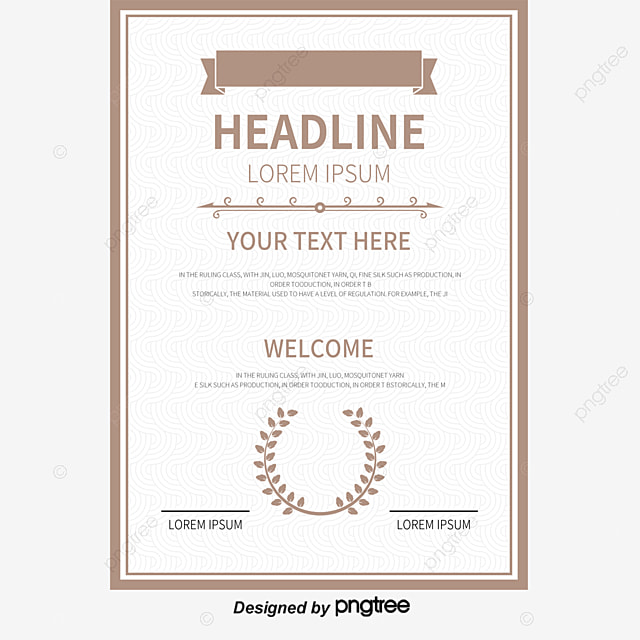 HEADLINE
LOREM IPSUM
YOUR TEXT HERE
IN THE RULING CLASS, WITH JIN, LUO, MOSQUITONET YARN, QI, FINE SILK SUCH AS PRODUCTION, IN
ORDER TOODUCTION, IN ORDER T B
STORICALLY, THE MATERIAL USED TO HAVE A LEVEL OF REGULATION. FOR EXAMPLE, THE JI
WELCOME
IN THE RULING CLASS, WITH JIN, LUO, MOSQUITONET YARN
E SILK SUCH AS PRODUCTION, IN ORDER TOODUCTION, IN ORDER T BSTORICALLY, THE M
LOREM IPSUM
LOREM IPSUM
Designed by pngtree